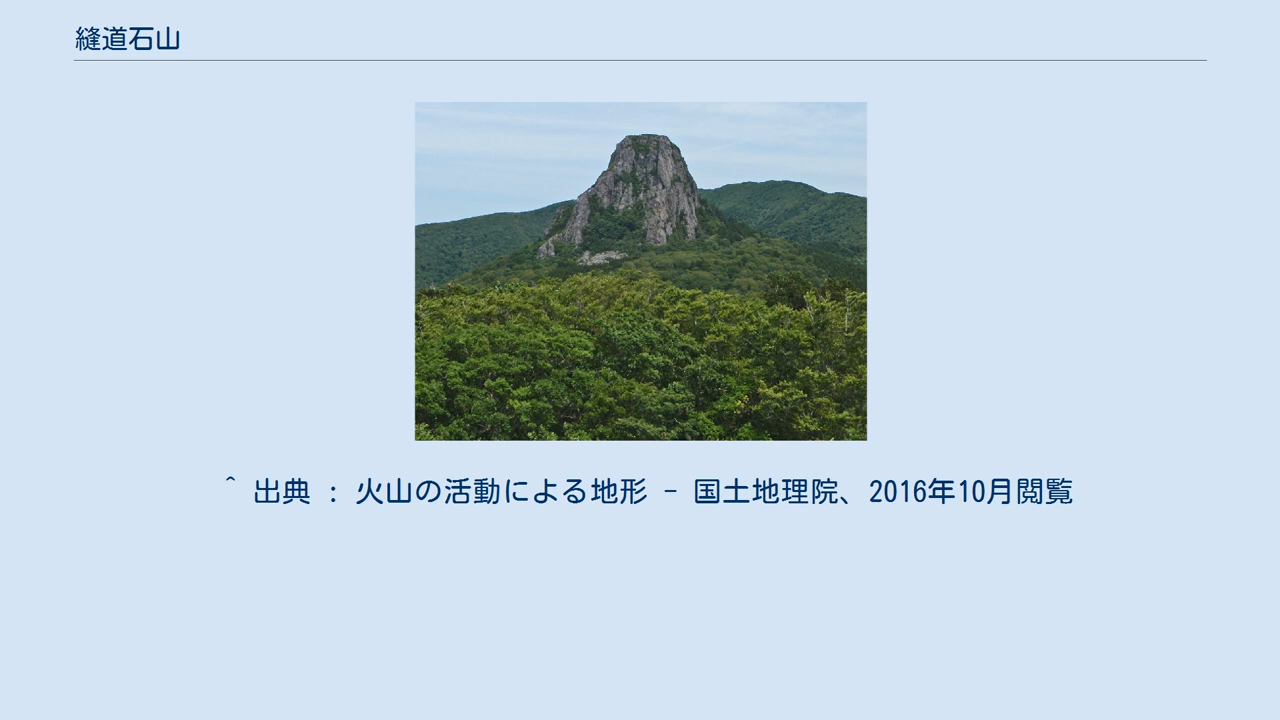 縫道石山
^ 出典 : 火山の活動による地形 - 国土地理院、2016年10月閲覧